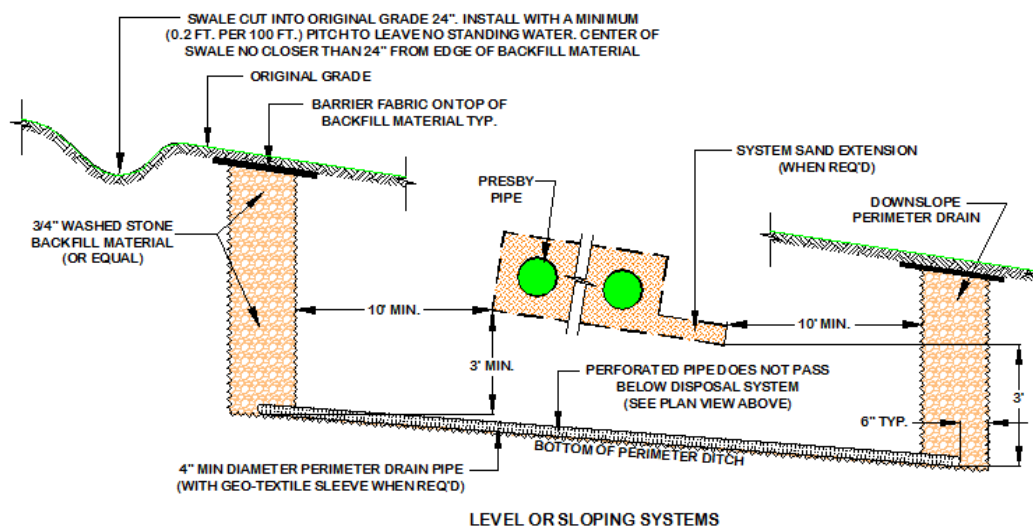 SWALE CUT INTO ORIGINAL GRADE 24". INSTALL WITH A MINIMUM
(0.2 FT. PER 100 FT.) PITCH TO LEAVE NO STANDING WATER. CENTER OF
SWALE NO CLOSER THAN 24" FROM EDGE OF BACKFILL MATERIAL
ORIGINAL GRADE
BARRIER FABRIC ON TOP OF
BACKFILL MATERIAL TYP.
SYSTEM SAND EXTENSION
(WHEN REQ'D)
PRESBY
PIPE
DOWNSLOPE
PERIMETER DRAIN
3/4" WASHED STONE
BACKFILL MATERIAL
(OR EQUAL)
10' MIN.
10' MIN.
3' MIN.
PERFORATED PIPE DOES NOT PASS
BELOW DISPOSAL SYSTEM
(SEE PLAN VIEW ABOVE)
3'
6" TYP.
BOTTOM OF PERIMETER DITCH
4" MIN DIAMETER PERIMETER DRAIN PIPE
(WITH GEO-TEXTILE SLEEVE WHEN REQ'D)
LEVEL OR SLOPING SYSTEMS